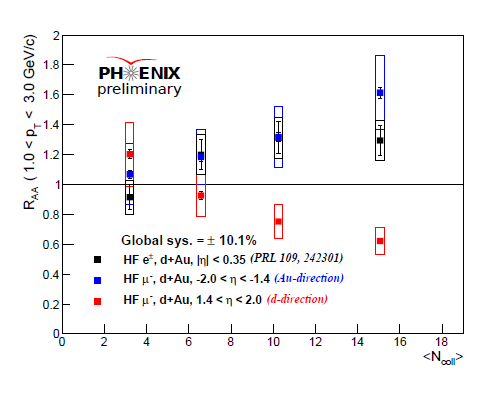 2
1.8
1.6
1.4
1.2
1
0.8
0.6
0.4
0.2
0
R_AA ( 1.0 < p_T < 3.0 GeV/c)
PH ENIX
preliminary
Global sys. = ± 10.1%
HF e±, d+Au, |η| < 0.35 (PRL 109, 242301)
HF μ-, d+Au, -2.0 < η < -1.4 (Au-direction)
HF μ-, d+Au, 1.4 < η < 2.0 (d-direction)
0 2 4 6 8 10 12 14 16 18
<N_coll>